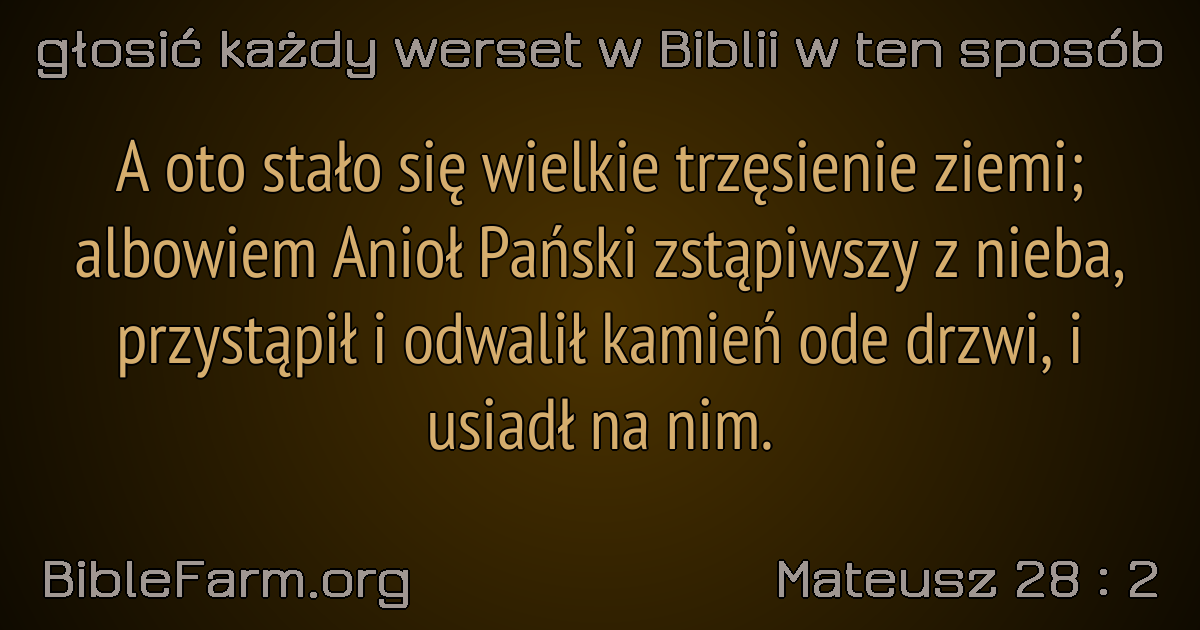 głosić każdy werset w Biblii w ten sposób
A oto stało się wielkie trzęsienie ziemi;
albowiem Anioł Pański zstąpiwszy z nieba,
przystąpił i odwalił kamień ode drzwi, i
usiadł na nim.
BibleFarm.org
Mateusz 28 : 2